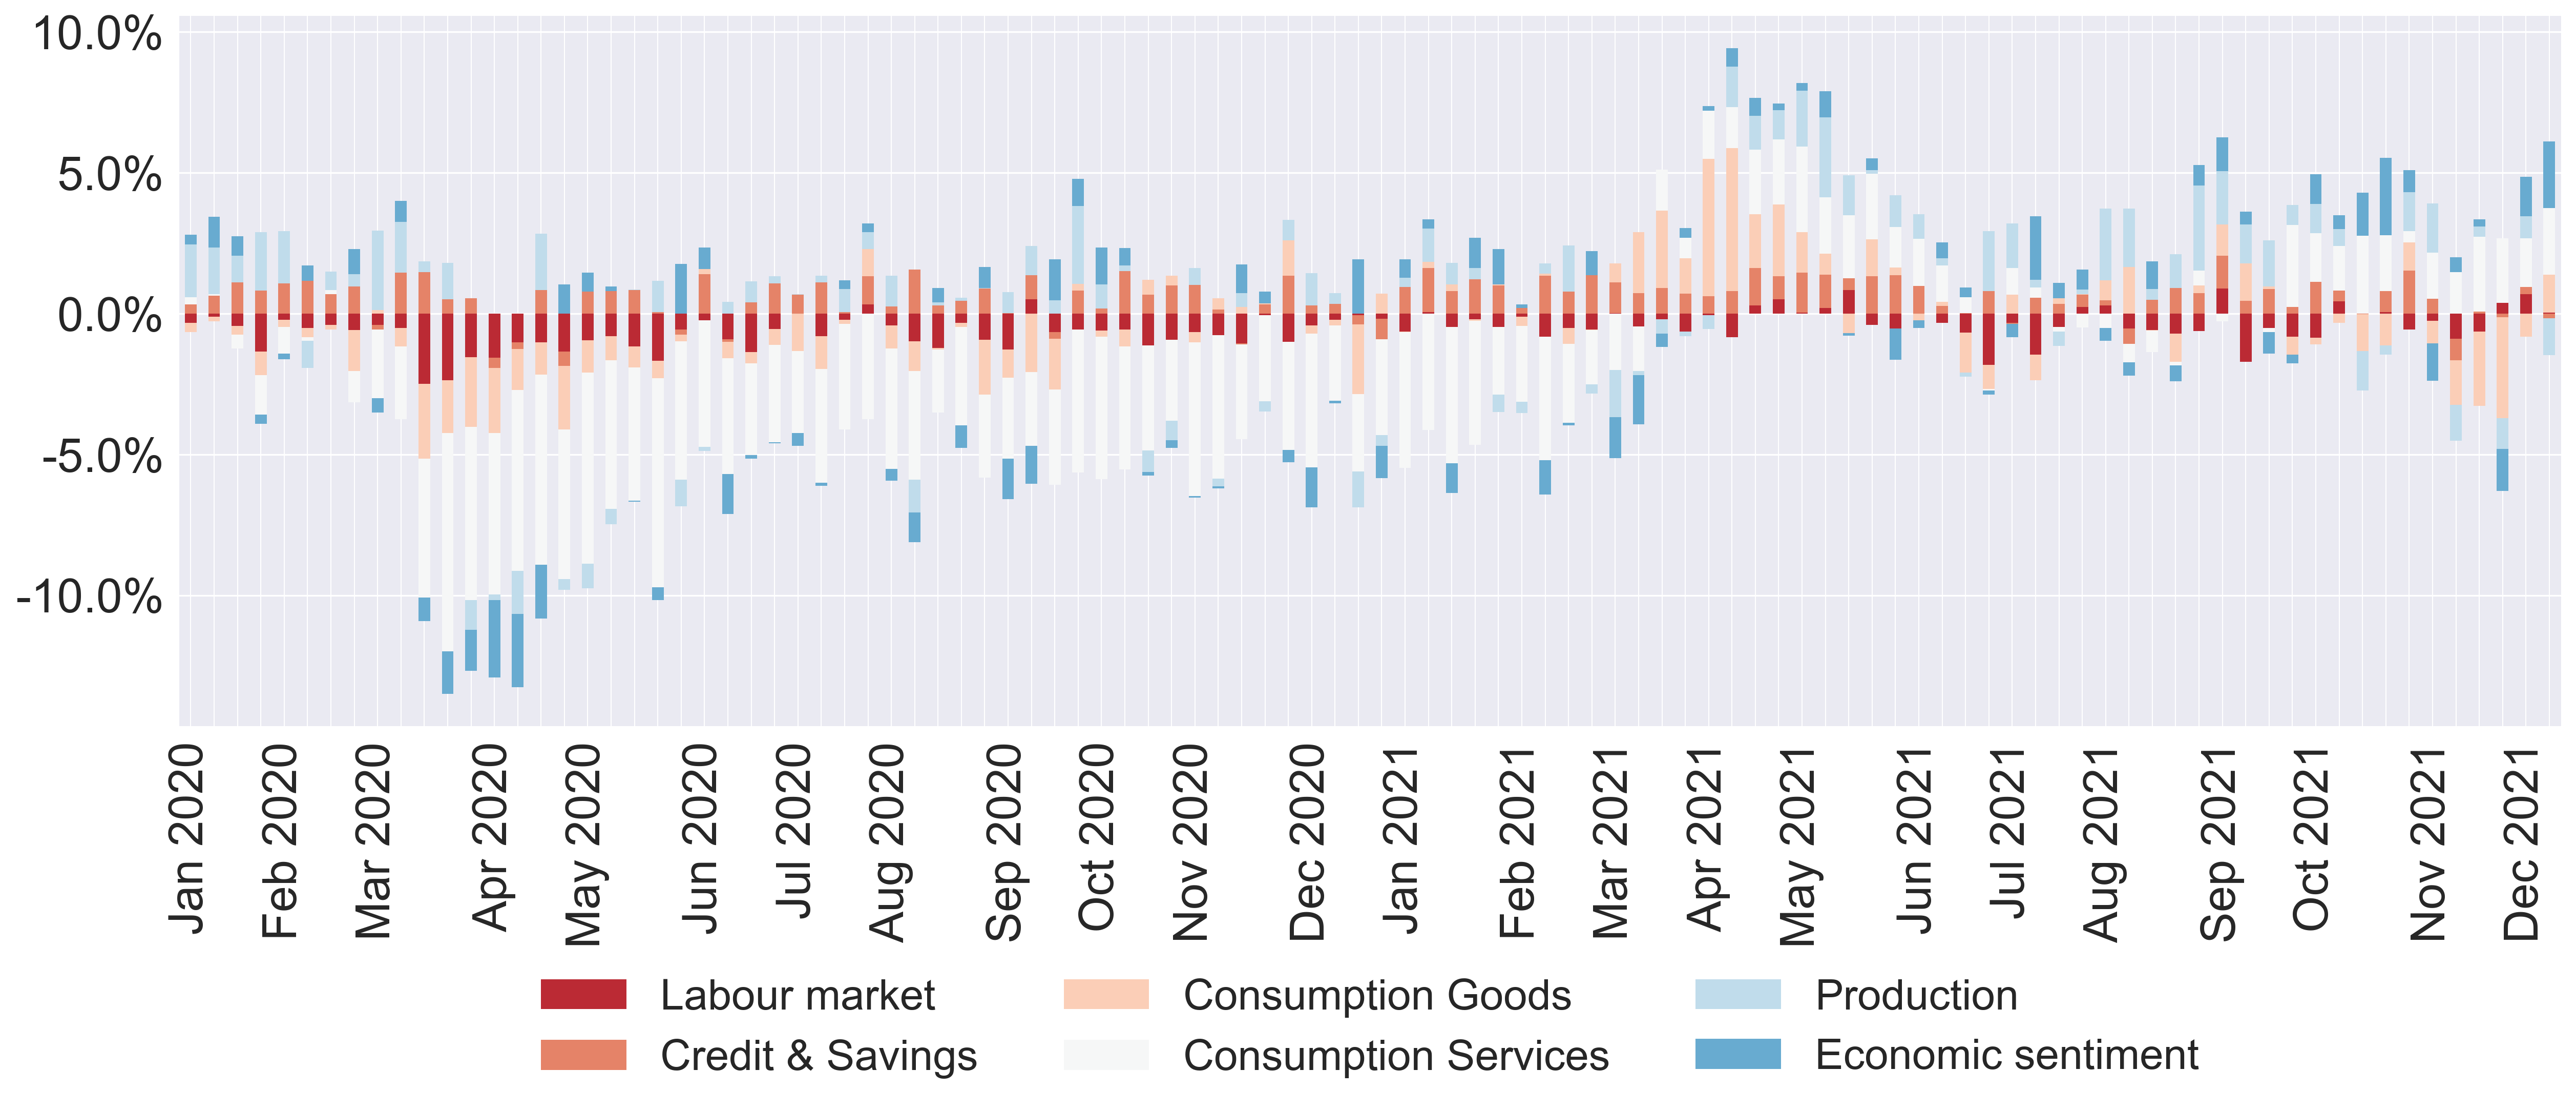 10.0%
5.0%
0.0%
-5.0%
-10.0%
Jan 2020
Feb 2020
Mar 2020
Apr 2020
May 2020
Jun 2020
Jul 2020
Aug 2020
Sep 2020
Oct 2020
Nov 2020
Dec 2020
Jan 2021
Feb 2021
Mar 2021
Apr 2021
May 2021
Jun 2021
Jul 2021
Aug 2021
Sep 2021
Oct 2021
Nov 2021
Dec 2021
Labour market
Consumption Goods
Production
Credit & Savings
Consumption Services
Economic sentiment